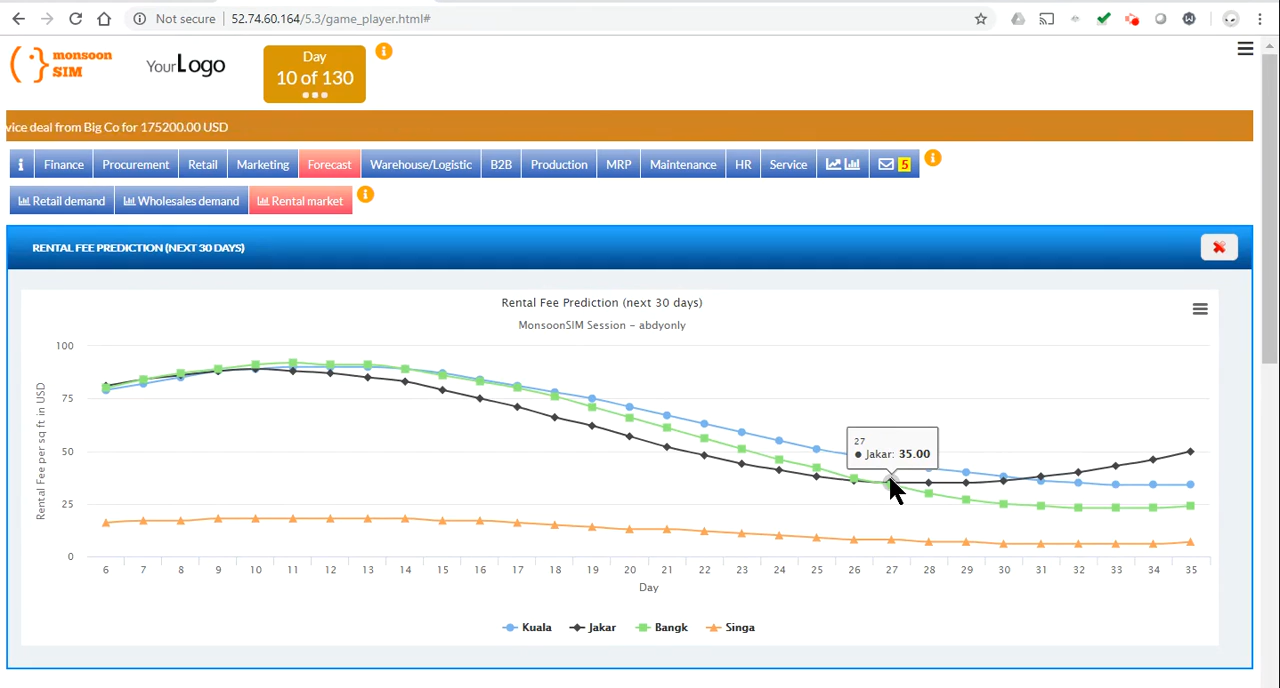 Not secure | 52.74.60.164/5.3/game_player.html#
monsoon
SIM
YourLogo
Day
10 of 130
vice deal from Big Co for 175200.00 USD
Finance Procurement Retail Marketing Forecast Warehouse/Logistic B2B Production MRP Maintenance HR Service 5
Retail demand Wholesales demand Rental market
RENTAL FEE PREDICTION (NEXT 30 DAYS)
Rental Fee Prediction (next 30 days)
MonsoonSIM Session - abdyonly
Rental Fee per sq ft in USD
100
75
50
25
0
27
Jakar: 35.00
6 7 8 9 10 11 12 13 14 15 16 17 18 19 20 21 22 23 24 25 26 27 28 29 30 31 32 33 34 35
Day
Kuala Jakar Bangk Singa